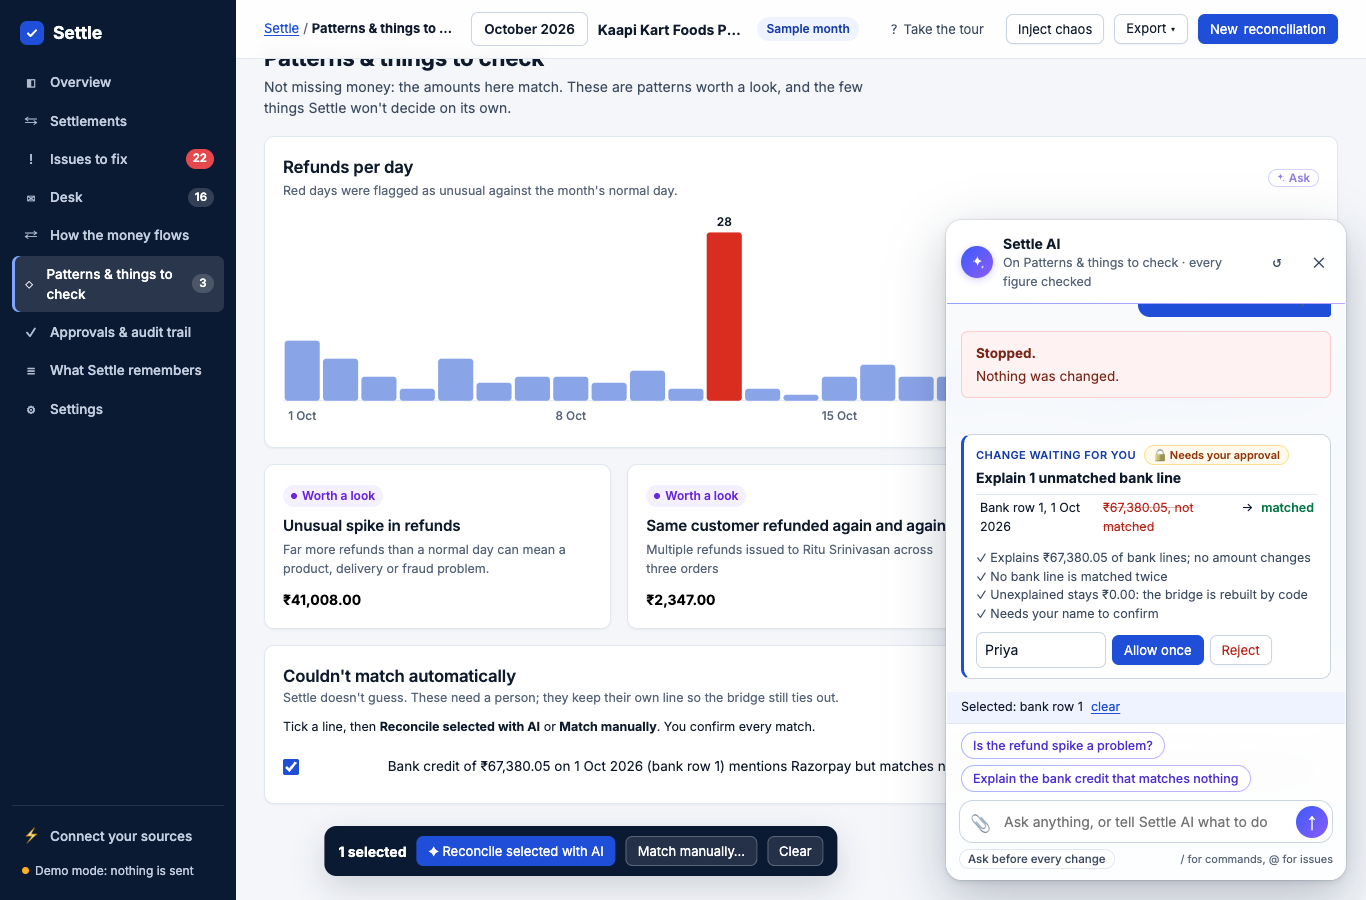 Settle
Overview
Settlements
Issues to fix 22
Desk 16
How the money flows
Patterns & things to check 3
Approvals & audit trail
What Settle remembers
Settings
Connect your sources
Demo mode: nothing is sent
Settle / Patterns & things to ...
October 2026
Kaapi Kart Foods P...
Sample month
? Take the tour
Inject chaos
Export
New reconciliation
Patterns & things to check
Not missing money: the amounts here match. These are patterns worth a look, and the few
things Settle won't decide on its own.
Refunds per day
Red days were flagged as unusual against the month's normal day.
Ask
28
1 Oct
8 Oct
15 Oct
Worth a look
Unusual spike in refunds
Far more refunds than a normal day can mean a
product, delivery or fraud problem.
₹41,008.00
Worth a look
Same customer refunded again and again
Multiple refunds issued to Ritu Srinivasan across
three orders
₹2,347.00
Couldn't match automatically
Settle doesn't guess. These need a person; they keep their own line so the bridge still ties out.
Tick a line, then Reconcile selected with AI or Match manually. You confirm every match.
Bank credit of ₹67,380.05 on 1 Oct 2026 (bank row 1) mentions Razorpay but matches n
1 selected
Reconcile selected with AI
Match manually...
Clear
Settle AI
On Patterns & things to check · every
figure checked
Stopped.
Nothing was changed.
CHANGE WAITING FOR YOU
Needs your approval
Explain 1 unmatched bank line
Bank row 1, 1 Oct 2026
₹67,380.05, not matched
→ matched
✓ Explains ₹67,380.05 of bank lines; no amount changes
✓ No bank line is matched twice
✓ Unexplained stays ₹0.00: the bridge is rebuilt by code
✓ Needs your name to confirm
Priya
Allow once
Reject
Selected: bank row 1 clear
Is the refund spike a problem?
Explain the bank credit that matches nothing
Ask anything, or tell Settle AI what to do
Ask before every change
/ for commands, @ for issues